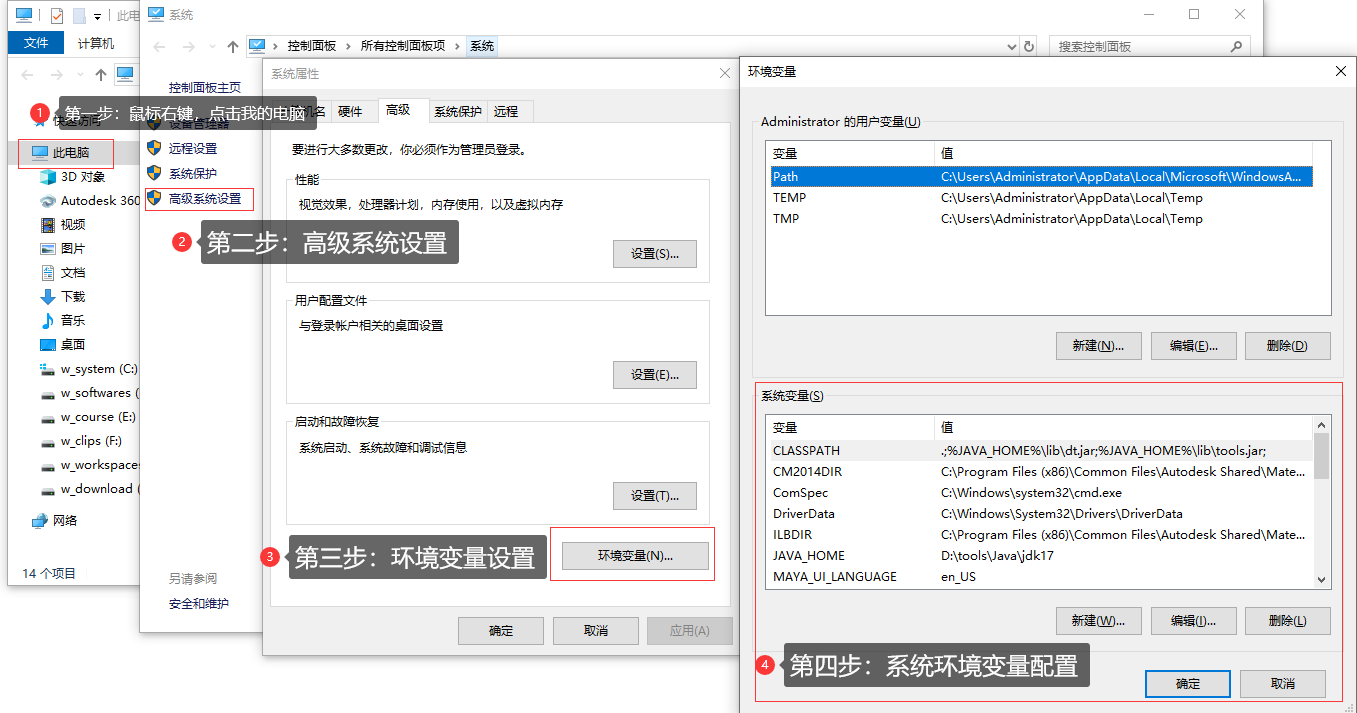 此电
文件
计算机
快速访问
此电脑
3D 对象
Autodesk 360
视频
图片
文档
下载
音乐
桌面
w_system (C:)
w_softwares (
w_course (E:)
w_clips (F:)
w_workspaces
w_download (
网络
14 个项目
系统
控制面板 › 所有控制面板项 › 系统
搜索控制面板
控制面板主页
设备管理器
远程设置
系统保护
高级系统设置
另请参阅
安全和维护
1 第一步：鼠标右键，点击我的电脑
2 第二步：高级系统设置
系统属性
名
硬件
高级
系统保护
远程
要进行大多数更改，你必须作为管理员登录。
性能
视觉效果，处理器计划，内存使用，以及虚拟内存
设置(S)...
用户配置文件
与登录帐户相关的桌面设置
设置(E)...
启动和故障恢复
系统启动、系统故障和调试信息
设置(T)...
3 第三步：环境变量设置
环境变量(N)...
确定
取消
应用(A)
环境变量
Administrator 的用户变量(U)
变量 值
Path C:\Users\Administrator\AppData\Local\Microsoft\WindowsA...
TEMP C:\Users\Administrator\AppData\Local\Temp
TMP C:\Users\Administrator\AppData\Local\Temp
新建(N)...
编辑(E)...
删除(D)
系统变量(S)
变量 值
CLASSPATH .;%JAVA_HOME%\lib\dt.jar;%JAVA_HOME%\lib\tools.jar;
CM2014DIR C:\Program Files (x86)\Common Files\Autodesk Shared\Mate...
ComSpec C:\Windows\system32\cmd.exe
DriverData C:\Windows\System32\Drivers\DriverData
ILBDIR C:\Program Files (x86)\Common Files\Autodesk Shared\Mate...
JAVA_HOME D:\tools\Java\jdk17
MAYA_UI_LANGUAGE en_US
新建(W)...
编辑(I)...
删除(L)
4 第四步：系统环境变量配置
确定
取消